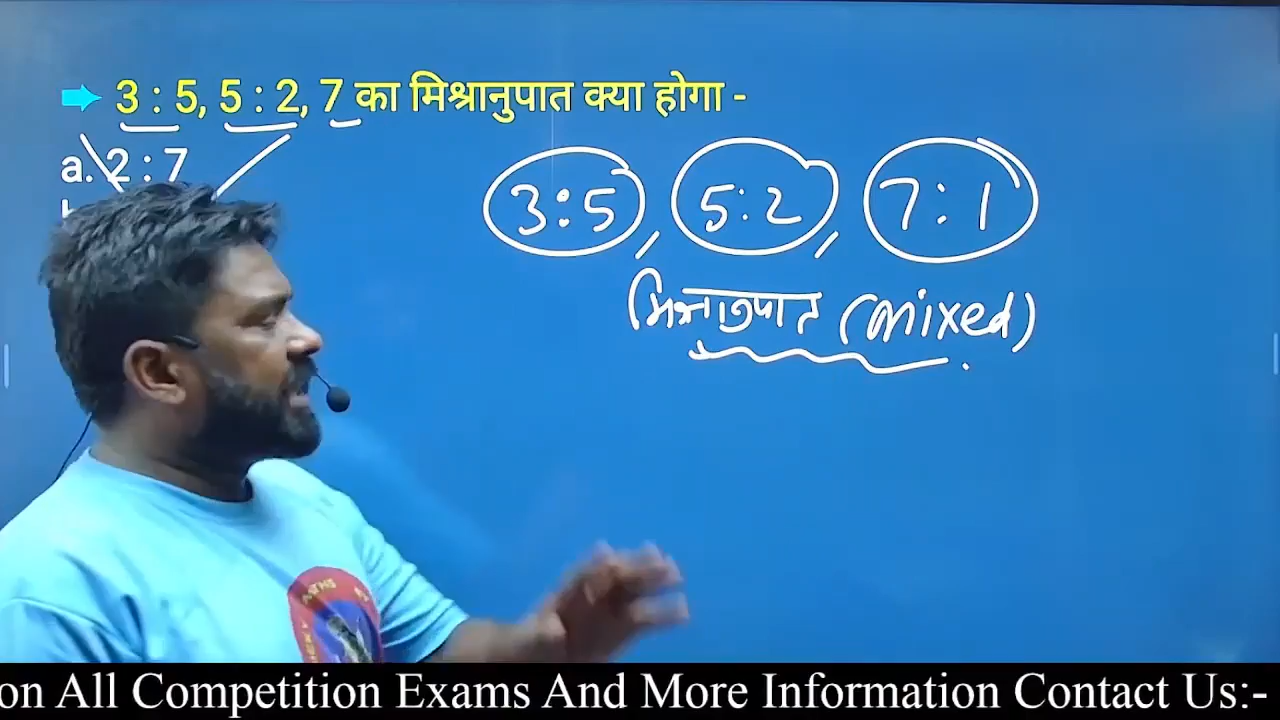 3 : 5, 5 : 2, 7 का मिश्रानुपात क्या होगा -
a. 2 : 7
3:5, 5:2, 7:1
मिश्रानुपात (mixed)
MATHS
on All Competition Exams And More Information Contact Us:-